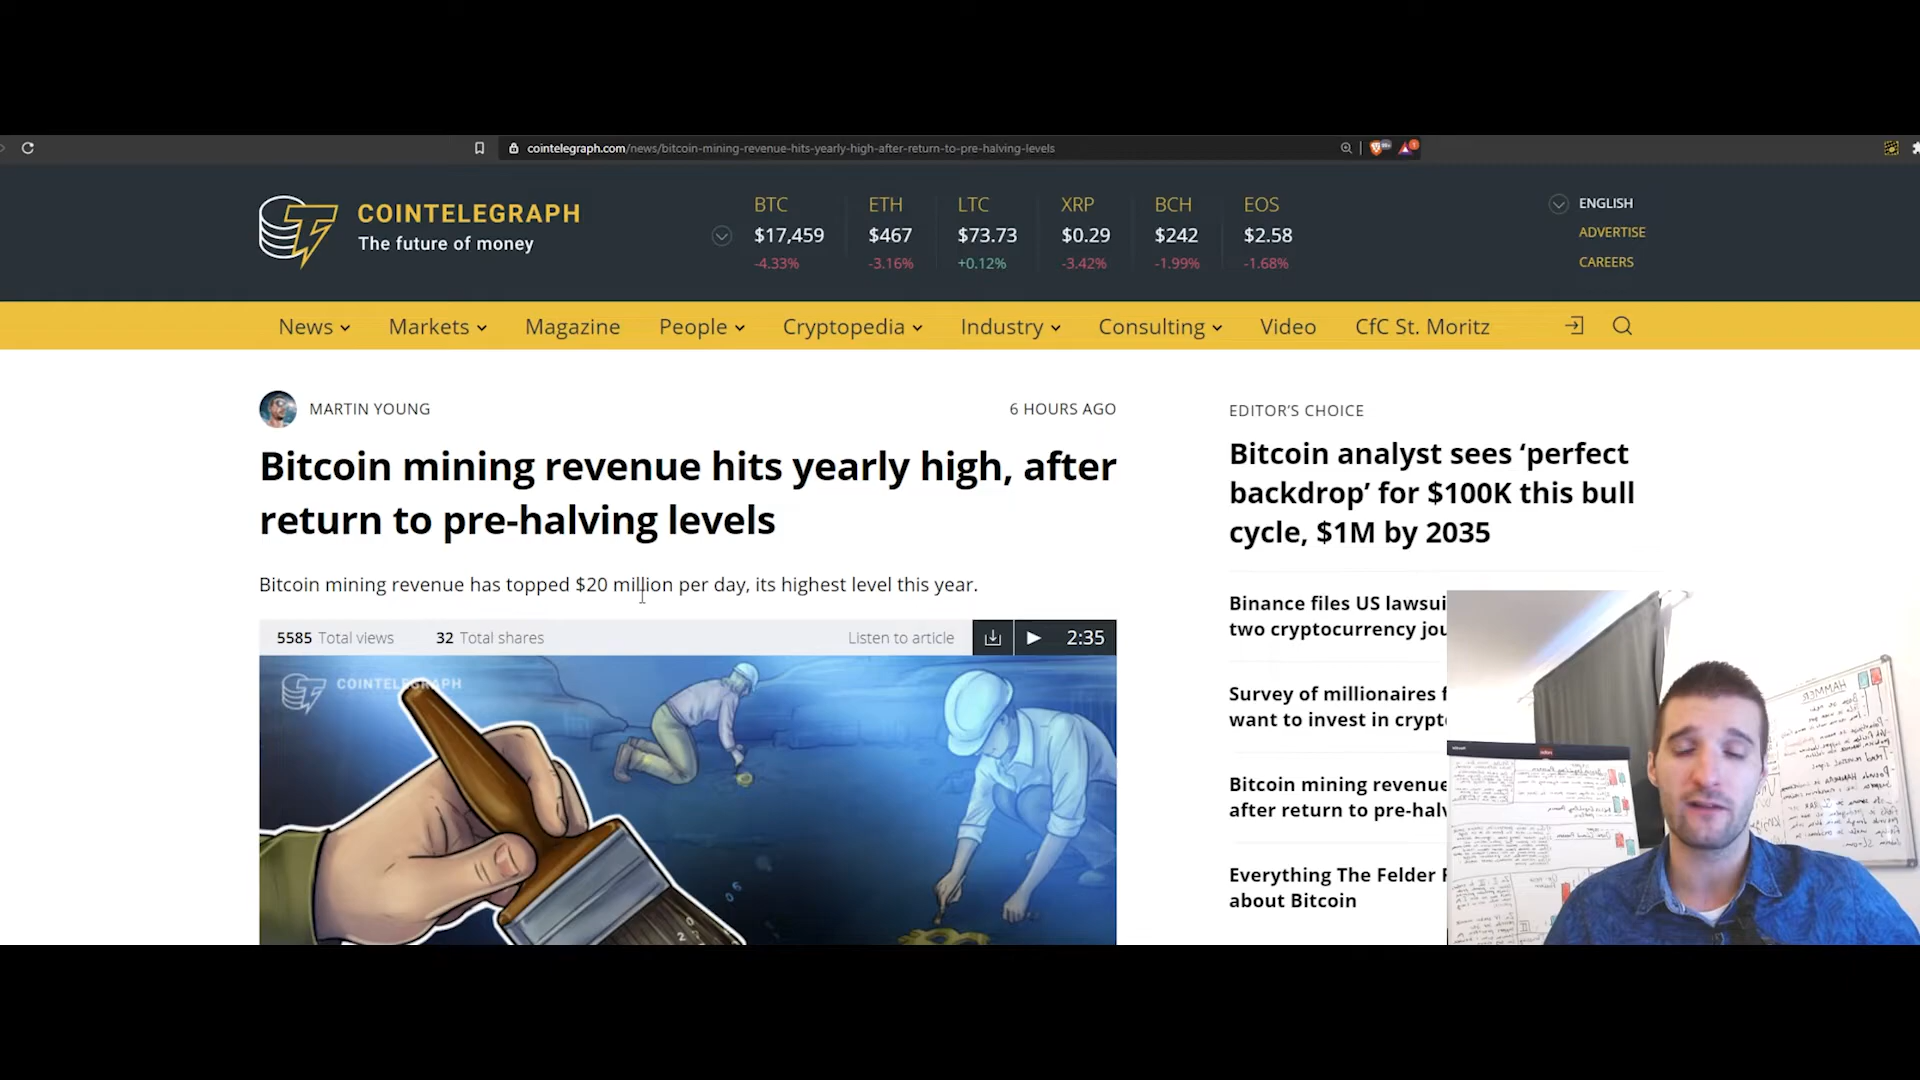 cointelegraph.com/news/bitcoin-mining-revenue-hits-yearly-high-after-return-to-pre-halving-levels
COINTELEGRAPH
The future of money
BTC ETH LTC XRP BCH EOS
$17,459 $467 $73.73 $0.29 $242 $2.58
-4.33% -3.16% +0.12% -3.42% -1.99% -1.68%
ENGLISH
ADVERTISE
CAREERS
News Markets Magazine People Cryptopedia Industry Consulting Video CfC St. Moritz
MARTIN YOUNG 6 HOURS AGO
Bitcoin mining revenue hits yearly high, after
return to pre-halving levels
Bitcoin mining revenue has topped $20 million per day, its highest level this year.
5585 Total views 32 Total shares Listen to article 2:35
COINTELEGRAPH
EDITOR'S CHOICE
Bitcoin analyst sees ‘perfect
backdrop’ for $100K this bull
cycle, $1M by 2035
Binance files US lawsui
two cryptocurrency jou
Survey of millionaires f
want to invest in crypt
Bitcoin mining revenue
after return to pre-halv
Everything The Felder R
about Bitcoin
HAMMER